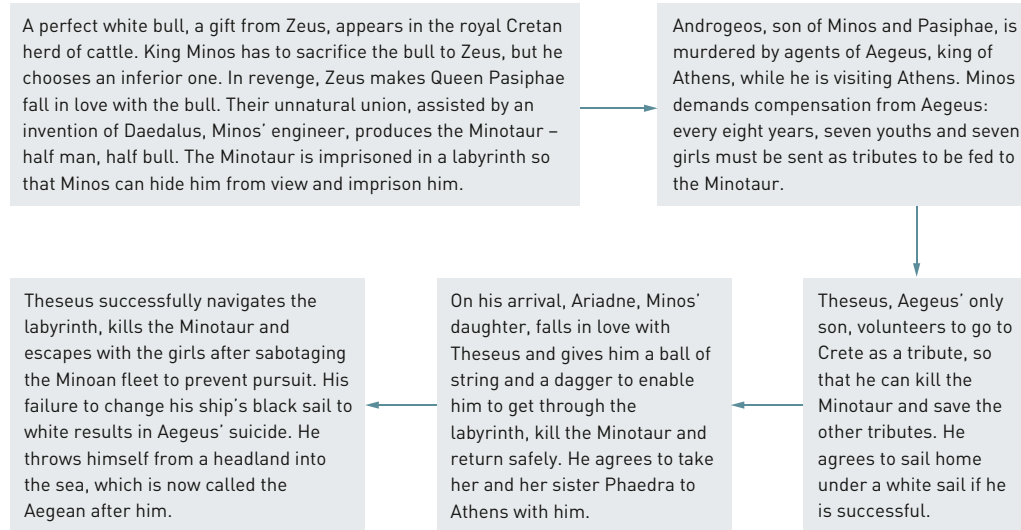 A perfect white bull, a gift from Zeus, appears in the royal Cretan
herd of cattle. King Minos has to sacrifice the bull to Zeus, but he
chooses an inferior one. In revenge, Zeus makes Queen Pasiphae
fall in love with the bull. Their unnatural union, assisted by an
invention of Daedalus, Minos’ engineer, produces the Minotaur –
half man, half bull. The Minotaur is imprisoned in a labyrinth so
that Minos can hide him from view and imprison him.
Androgeos, son of Minos and Pasiphae, is
murdered by agents of Aegeus, king of
Athens, while he is visiting Athens. Minos
demands compensation from Aegeus:
every eight years, seven youths and seven
girls must be sent as tributes to be fed to
the Minotaur.
Theseus, Aegeus’ only
son, volunteers to go to
Crete as a tribute, so
that he can kill the
Minotaur and save the
other tributes. He
agrees to sail home
under a white sail if he
is successful.
On his arrival, Ariadne, Minos’
daughter, falls in love with
Theseus and gives him a ball of
string and a dagger to enable
him to get through the
labyrinth, kill the Minotaur and
return safely. He agrees to take
her and her sister Phaedra to
Athens with him.
Theseus successfully navigates the
labyrinth, kills the Minotaur and
escapes with the girls after sabotaging
the Minoan fleet to prevent pursuit. His
failure to change his ship’s black sail to
white results in Aegeus’ suicide. He
throws himself from a headland into
the sea, which is now called the
Aegean after him.